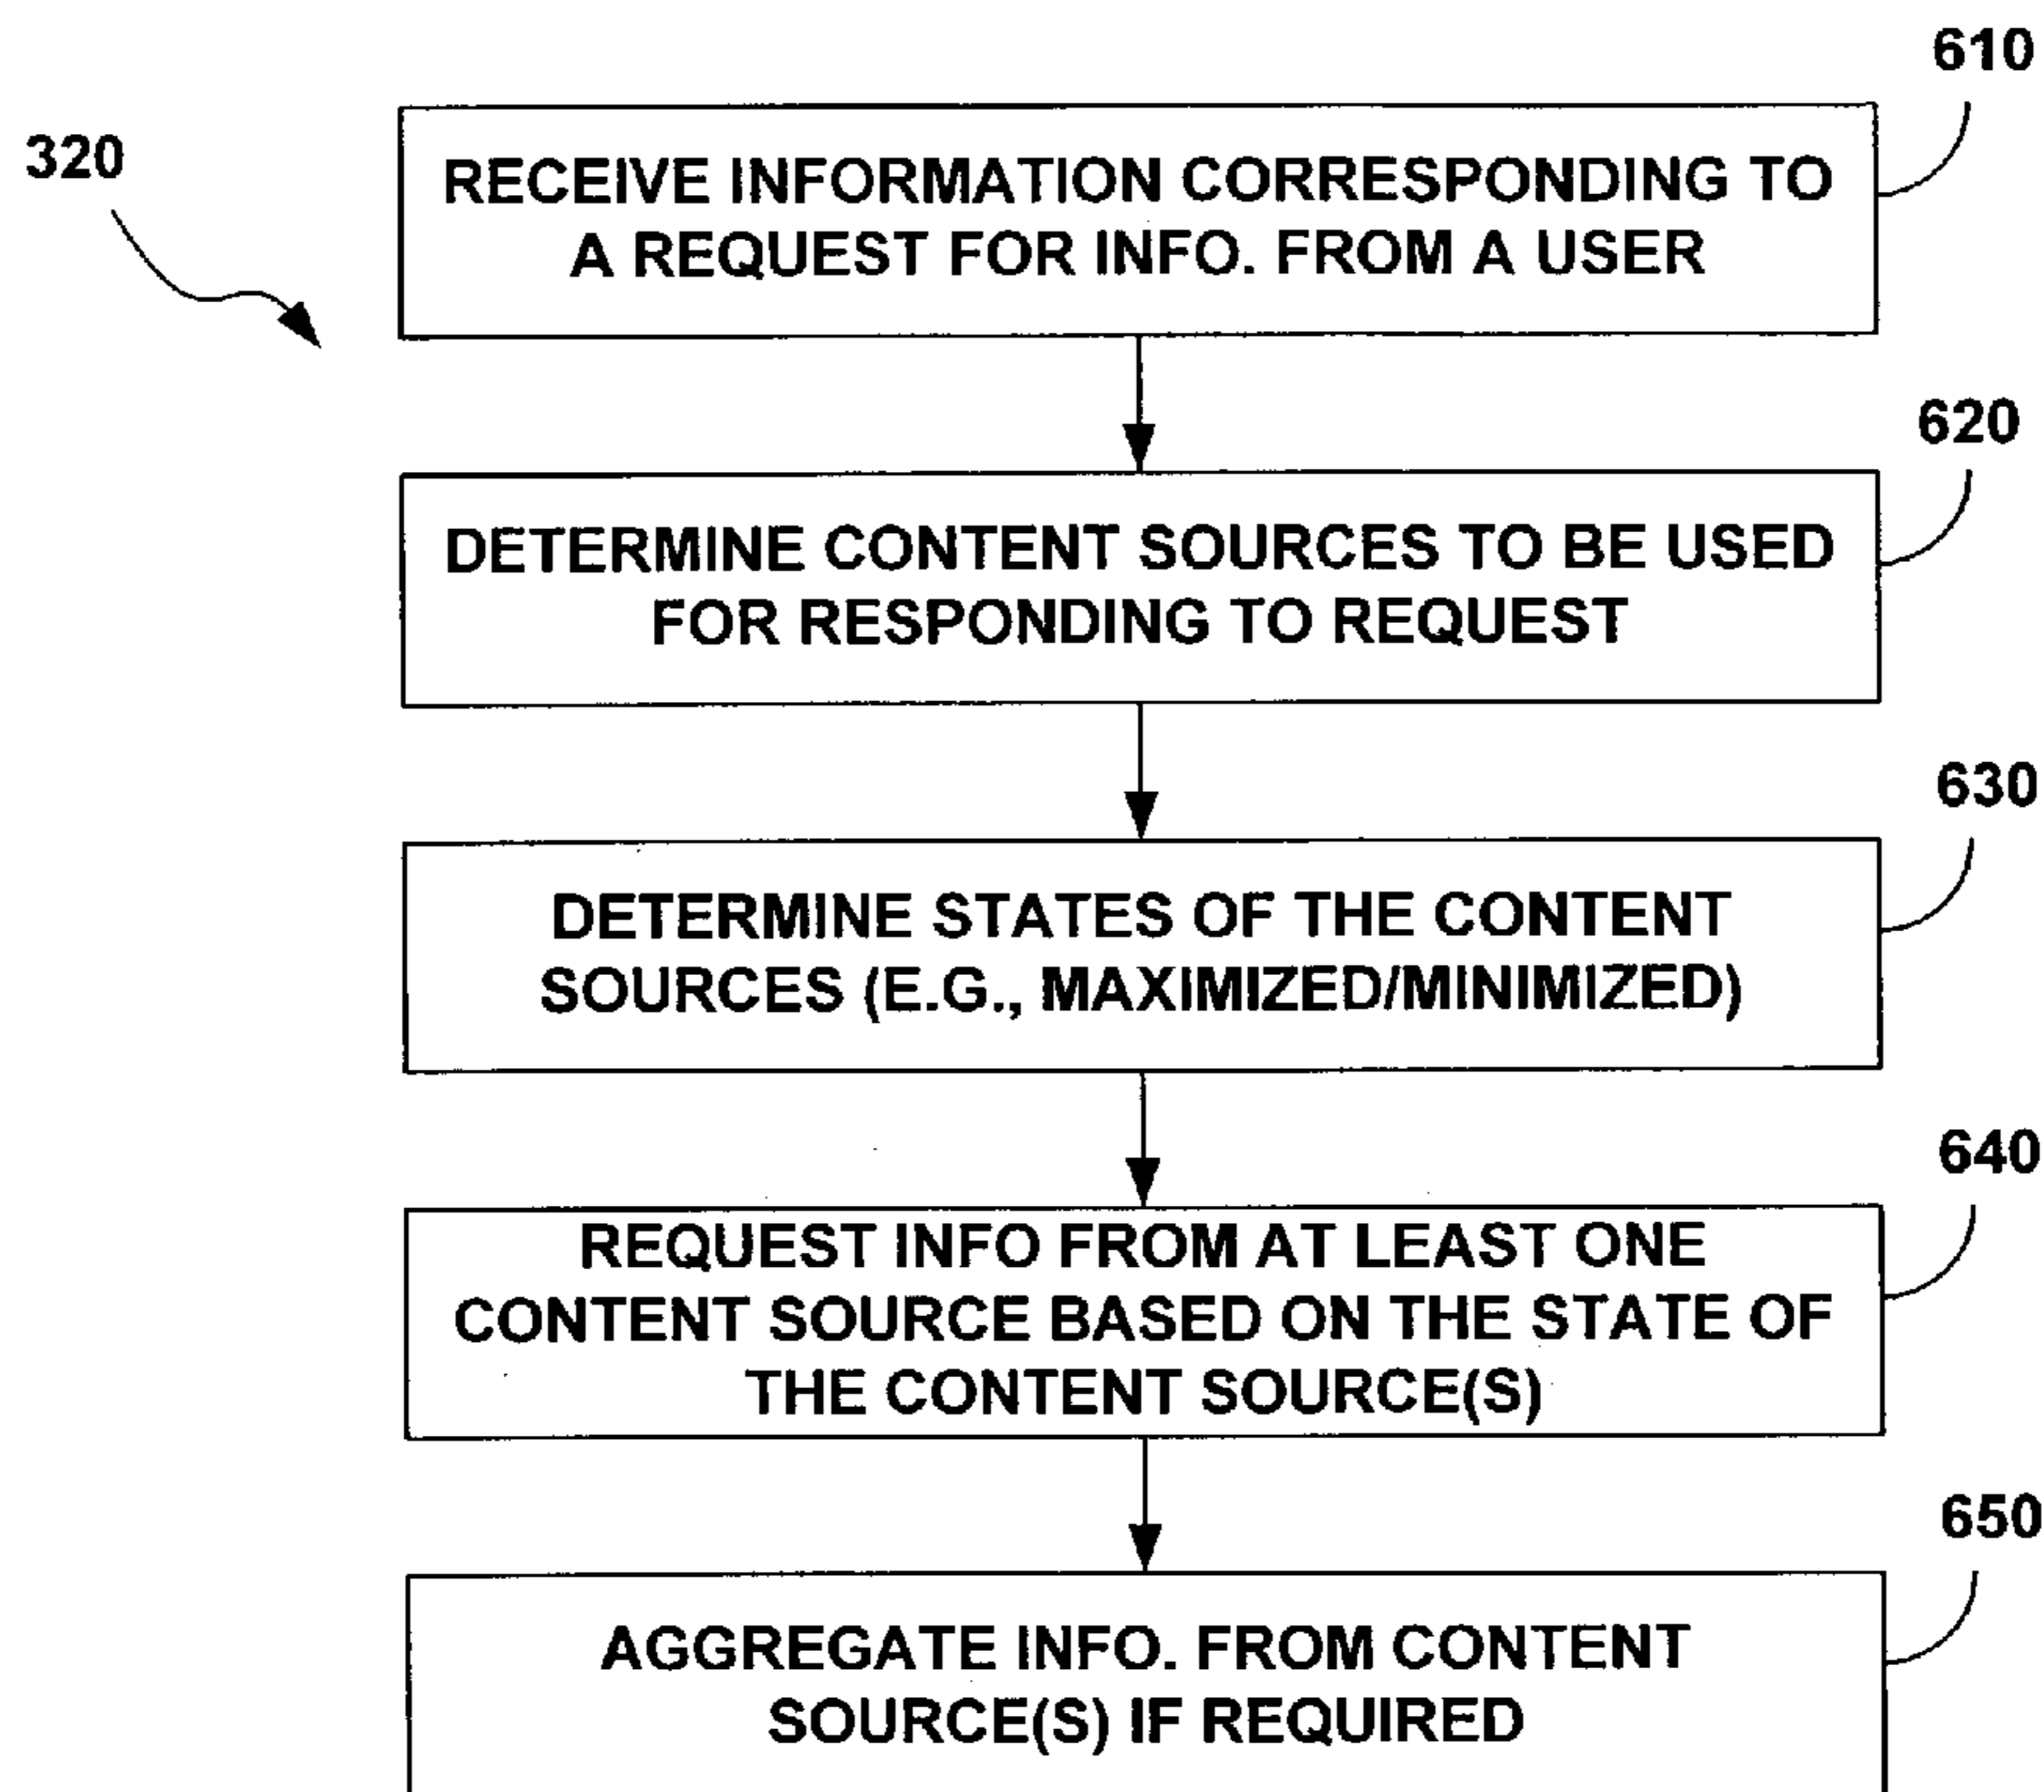 610
320
RECEIVE INFORMATION CORRESPONDING TO
A REQUEST FOR INFO. FROM A USER
620
DETERMINE CONTENT SOURCES TO BE USED
FOR RESPONDING TO REQUEST
630
DETERMINE STATES OF THE CONTENT
SOURCES (E.G., MAXIMIZED/MINIMIZED)
640
REQUEST INFO FROM AT LEAST ONE
CONTENT SOURCE BASED ON THE STATE OF
THE CONTENT SOURCE(S)
650
AGGREGATE INFO. FROM CONTENT
SOURCE(S) IF REQUIRED